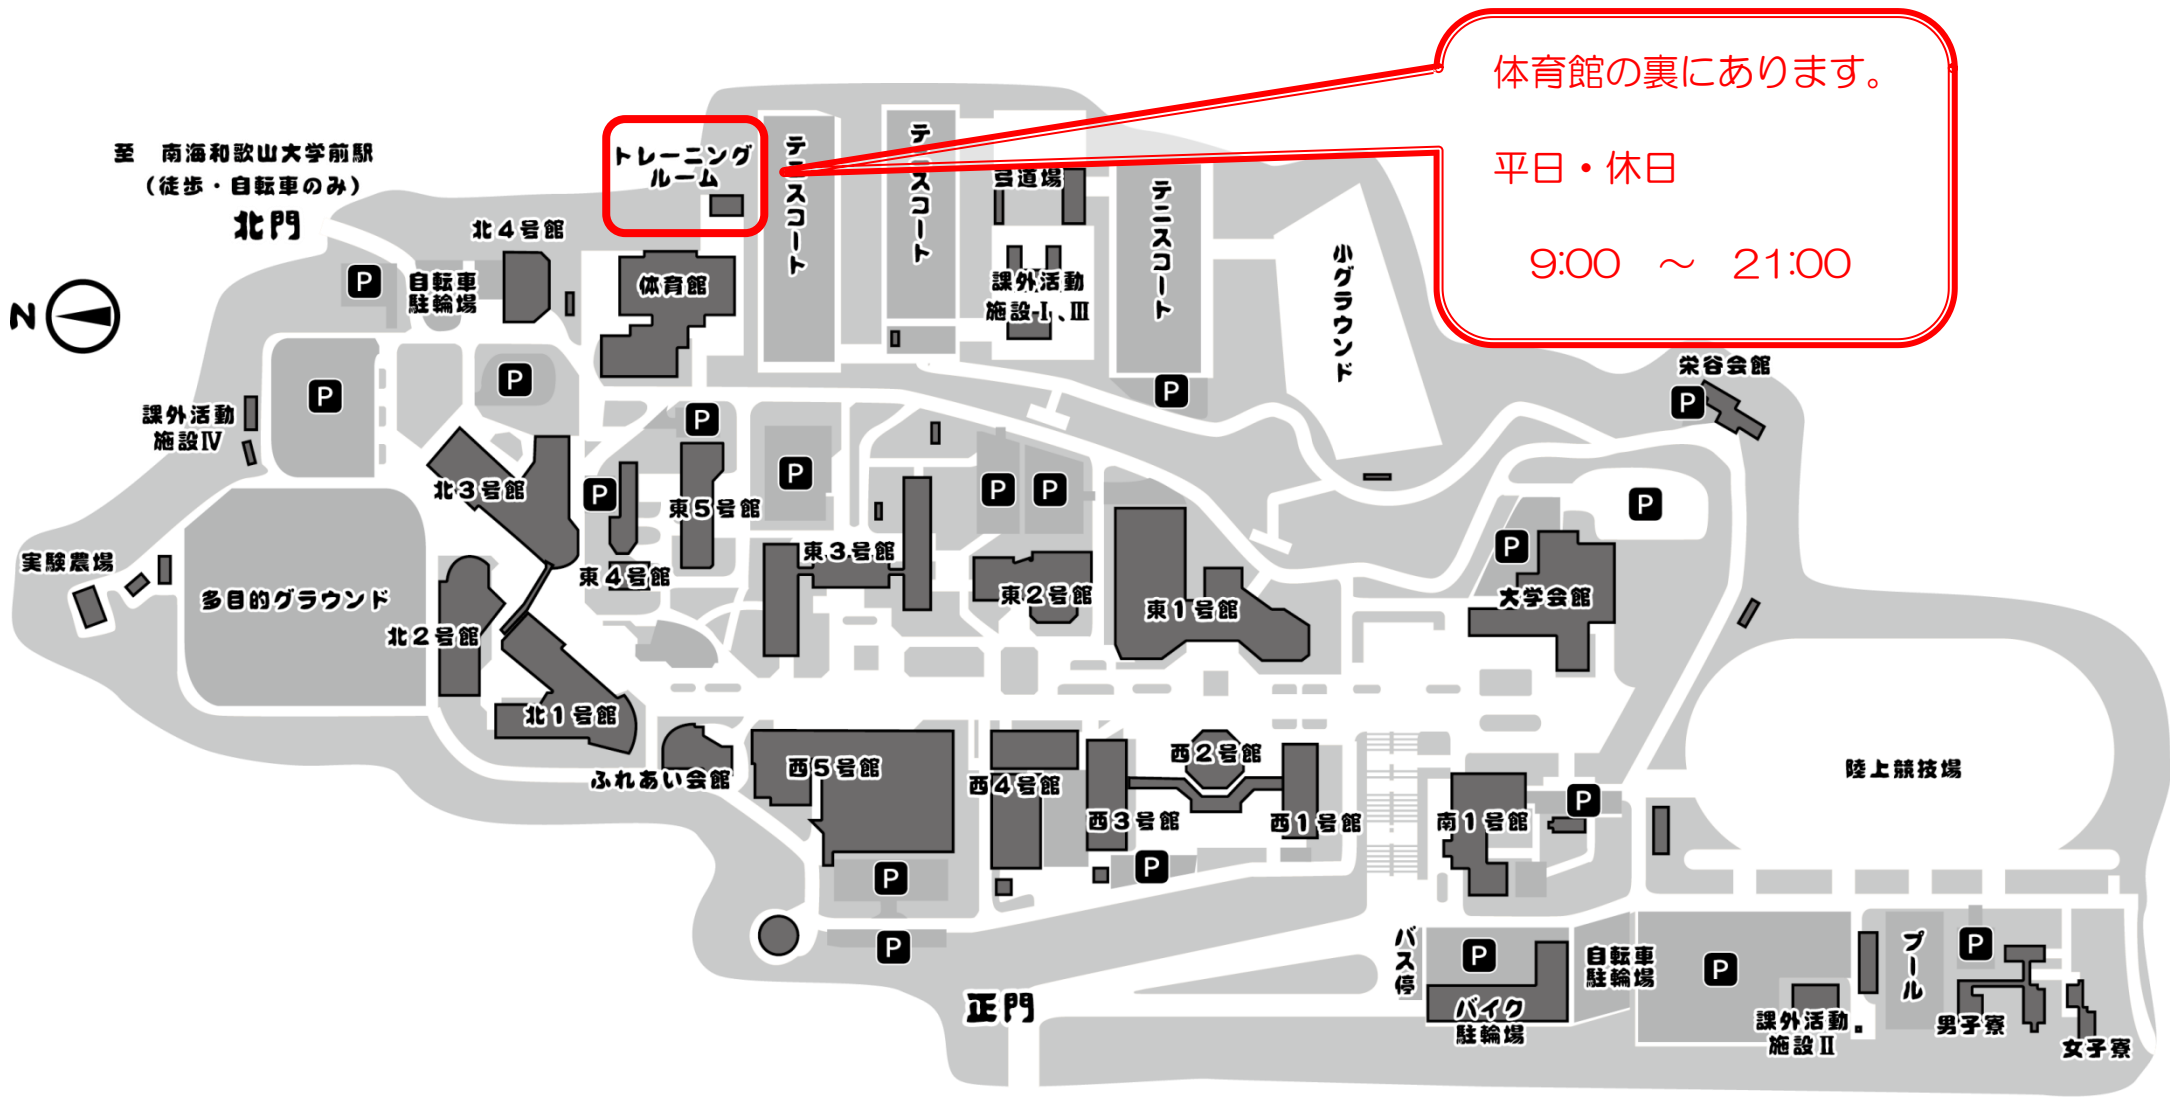 体育館の裏にあります。
平日・休日
9:00 ～ 21:00
至 南海和歌山大学前駅
(徒歩・自転車のみ)
北門
N
トレーニング
ルーム
テニスコート
テニスコート
弓道場
テニスコート
北4号館
P
自転車
駐輪場
体育館
課外活動
施設Ⅰ、Ⅲ
小グラウンド
栄谷会館
P
P
P
P
P
課外活動
施設Ⅳ
北3号館
P
東5号館
P
P
P
P
P
実験農場
多目的グラウンド
東4号館
東3号館
東2号館
東1号館
大学会館
北2号館
北1号館
ふれあい会館
西5号館
西4号館
西3号館
西2号館
西1号館
南1号館
P
陸上競技場
P
P
P
正門
バス停
P
バイク
駐輪場
自転車
駐輪場
P
課外活動
施設Ⅱ
プール
P
男子寮
女子寮